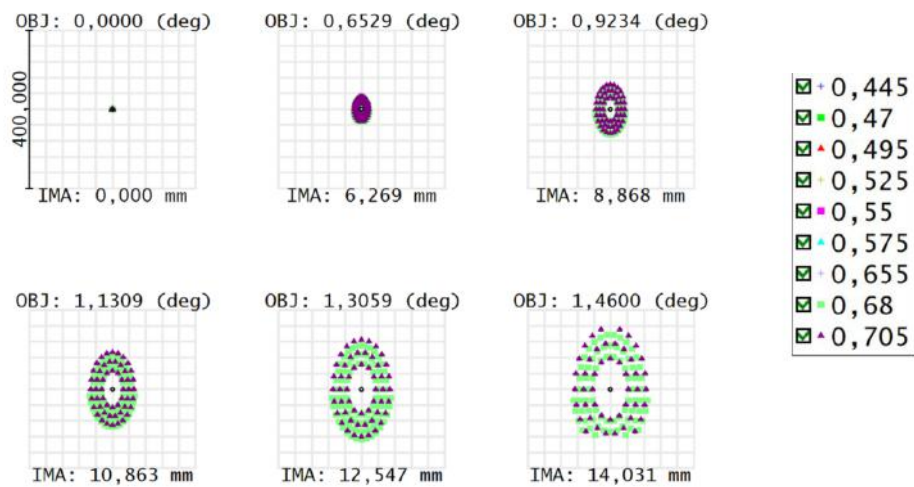 OBJ: 0,0000 (deg)
OBJ: 0,6529 (deg)
OBJ: 0,9234 (deg)
400,000
IMA: 0,000 mm
IMA: 6,269 mm
IMA: 8,868 mm
OBJ: 1,1309 (deg)
OBJ: 1,3059 (deg)
OBJ: 1,4600 (deg)
IMA: 10,863 mm
IMA: 12,547 mm
IMA: 14,031 mm
0,445
0,47
0,495
0,525
0,55
0,575
0,655
0,68
0,705